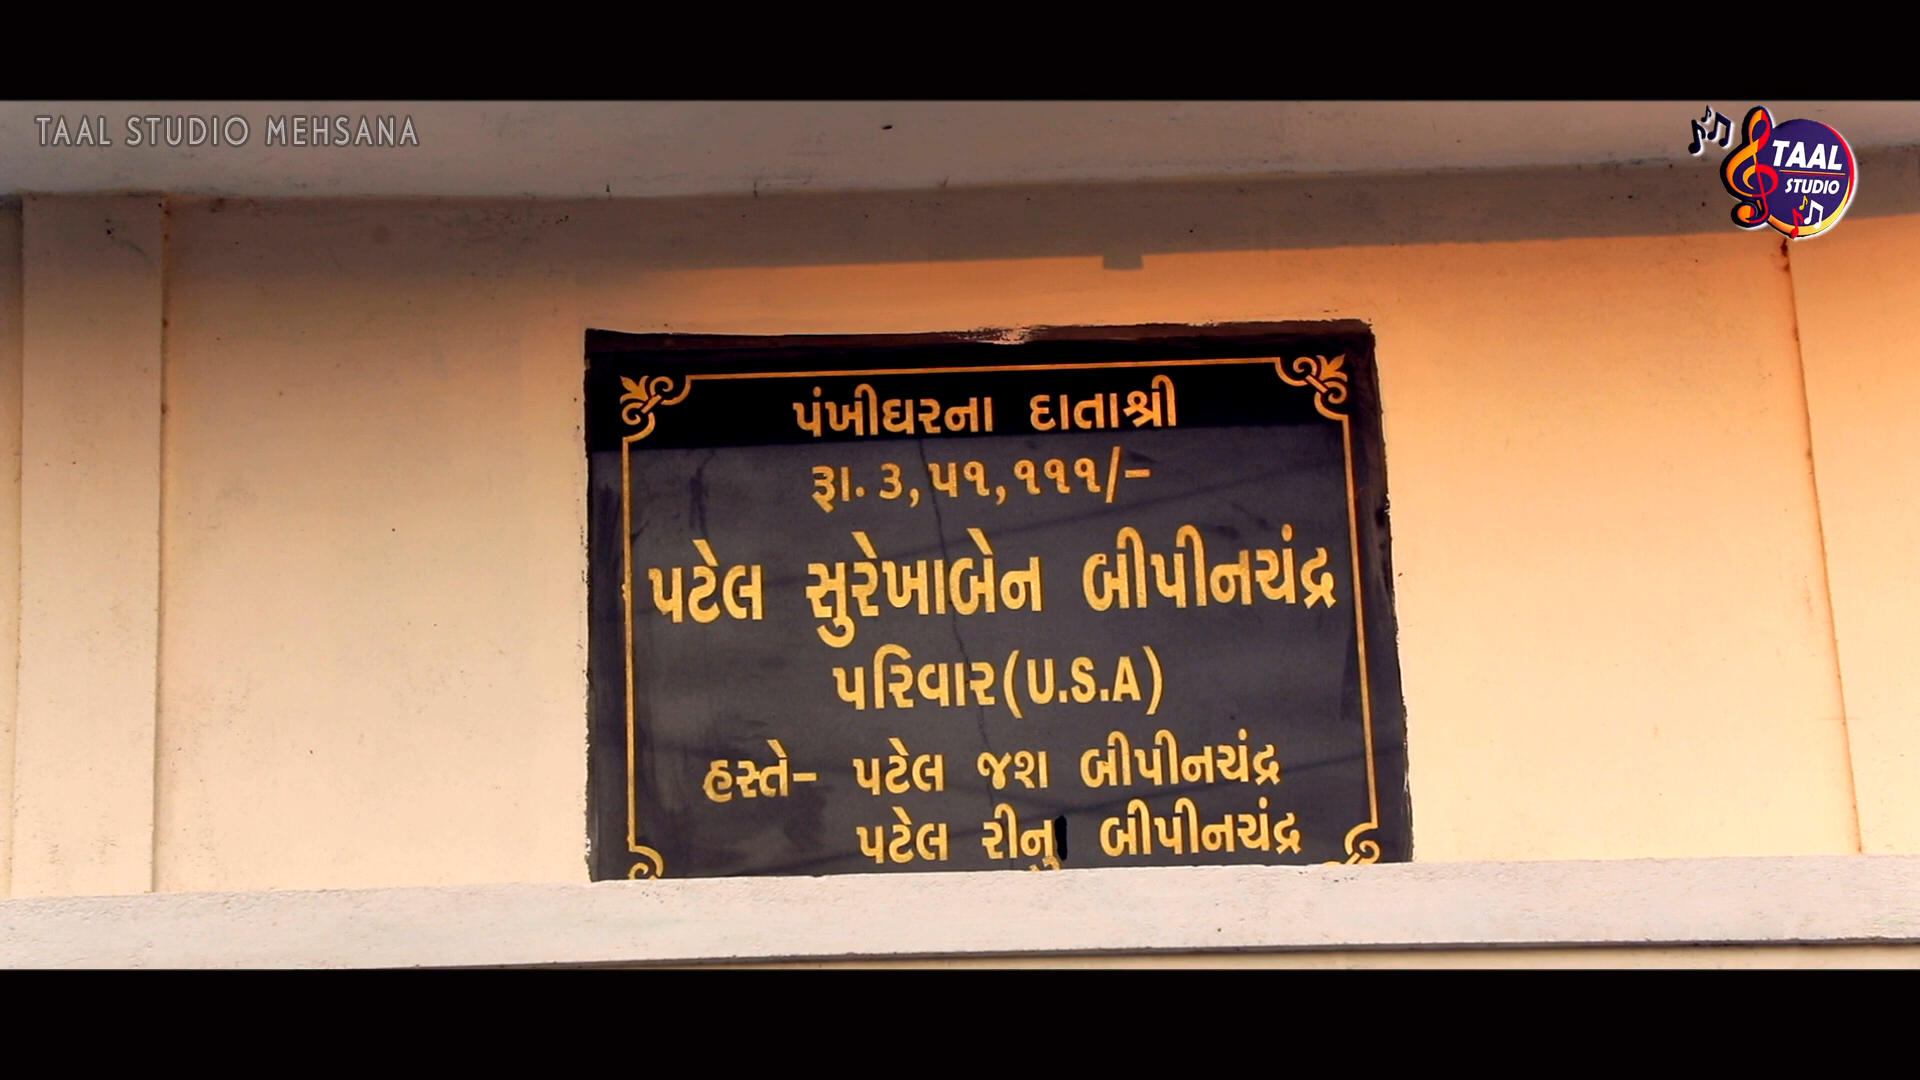 TAAL STUDIO MEHSANA
TAAL
STUDIO
પંખીઘરના દાતાશ્રી
રૂા. ૩,૫૧,૧૧૧/-
પટેલ સુરેખાબેન બીપીનચંદ્ર
પરિવાર(U.S.A)
હસ્તે- પટેલ જશ બીપીનચંદ્ર
પટેલ રીનુ બીપીનચંદ્ર